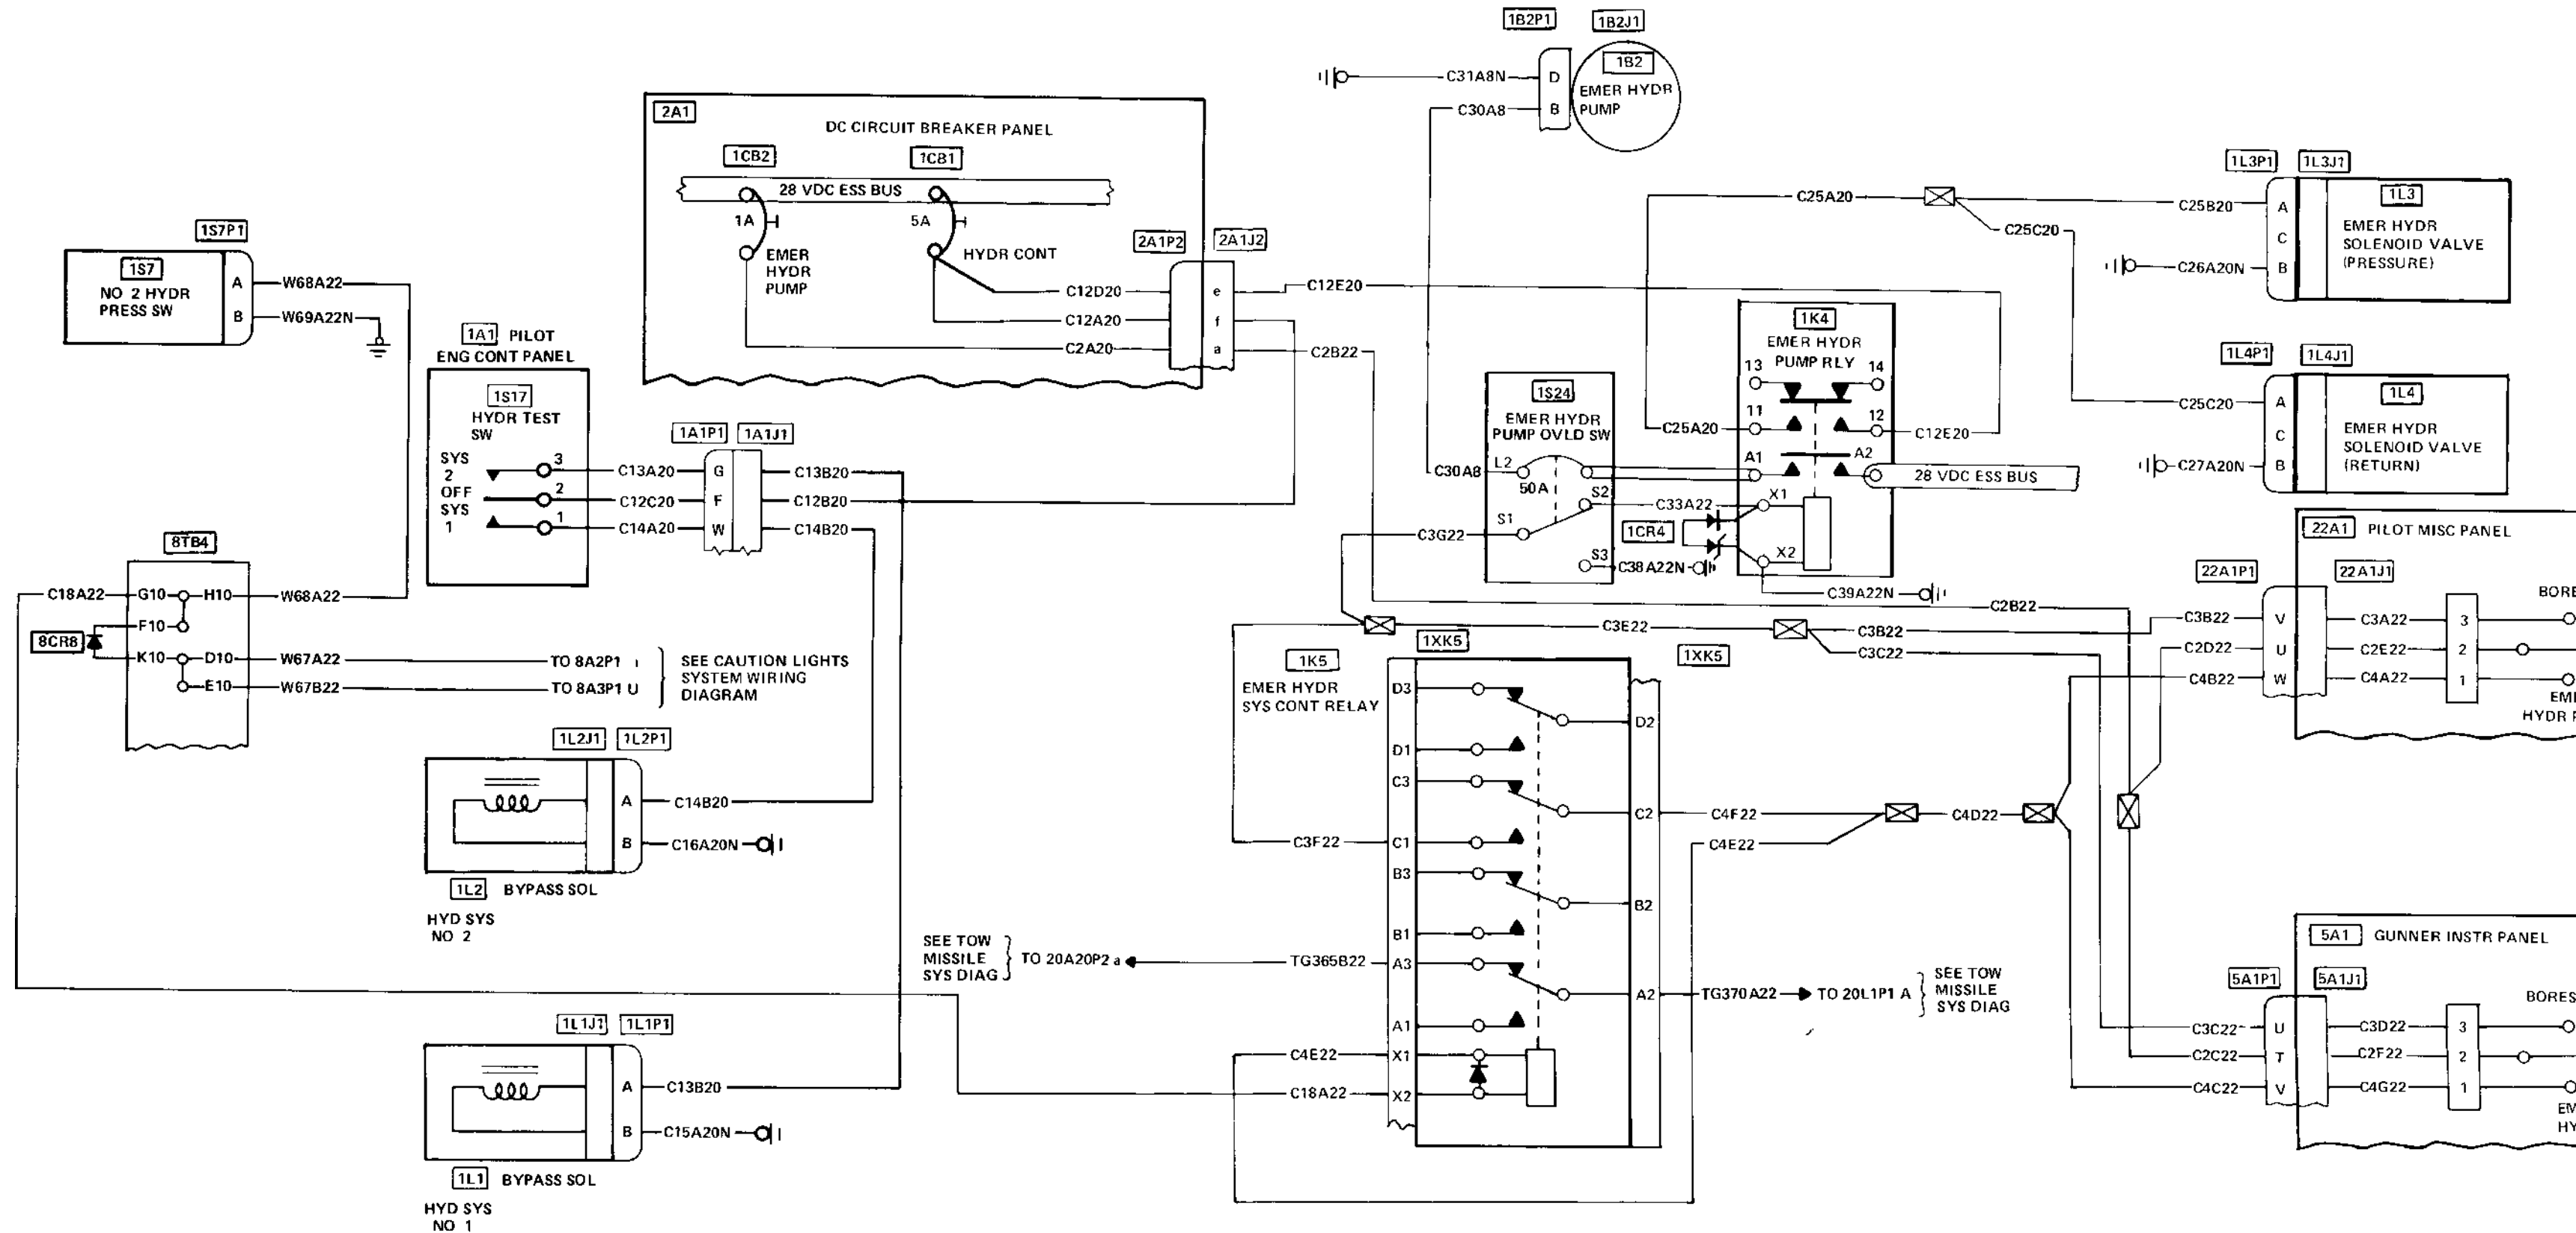 1B2P1
1B2J1
1B2
EMER HYDR
PUMP
C31A8N
D
C30A8
B
2A1
DC CIRCUIT BREAKER PANEL
1CB2
1CB1
28 VDC ESS BUS
1A
5A
EMER
HYDR
PUMP
HYDR CONT
2A1P2
2A1J2
C12D20
e
C12E20
C12A20
f
C2A20
a
C2B22
1S7P1
1S7
NO 2 HYDR
PRESS SW
A
W68A22
B
W69A22N
1A1 PILOT
ENG CONT PANEL
1S17
HYDR TEST
SW
SYS
2
OFF
SYS
1
3
2
1
1A1P1
1A1J1
C13A20
G
C13B20
C12C20
F
C12B20
C14A20
W
C14B20
8TB4
C18A22
G10
H10
W68A22
F10
8CR8
K10
D10
W67A22
TO 8A2P1
E10
W67B22
TO 8A3P1 U
SEE CAUTION LIGHTS
SYSTEM WIRING
DIAGRAM
1L2J1
1L2P1
A
C14B20
B
C16A20N
1L2 BYPASS SOL
HYD SYS
NO 2
1L1J1
1L1P1
A
C13B20
B
C15A20N
1L1 BYPASS SOL
HYD SYS
NO 1
1L3P1
1L3J1
1L3
EMER HYDR
SOLENOID VALVE
(PRESSURE)
C25A20
C25B20
A
C25C20
C
C26A20N
B
1L4P1
1L4J1
1L4
EMER HYDR
SOLENOID VALVE
(RETURN)
C25C20
A
C
C27A20N
B
1K4
EMER HYDR
PUMP RLY
13
14
11
12
C25A20
C12E20
A1
A2
28 VDC ESS BUS
X1
X2
1S24
EMER HYDR
PUMP OVLD SW
C30A8
L2
50A
S2
C33A22
S1
C3G22
1CR4
S3
C38A22N
C39A22N
C2B22
C3E22
C3B22
C3C22
1XK5
1XK5
1K5
EMER HYDR
SYS CONT RELAY
D3
D2
D1
C3
C2
C4F22
C4D22
C4E22
C3F22
C1
B3
B2
B1
SEE TOW
MISSILE
SYS DIAG
TO 20A20P2 a
TG365B22
A3
A2
TG370A22
TO 20L1P1 A
SEE TOW
MISSILE
SYS DIAG
A1
C4E22
X1
C18A22
X2
22A1 PILOT MISC PANEL
22A1P1
22A1J1
BORE
C3B22
V
C3A22
3
C2D22
U
C2E22
2
C4B22
W
C4A22
1
EME
HYDR P
5A1 GUNNER INSTR PANEL
5A1P1
5A1J1
BORES
C3C22
U
C3D22
3
C2C22
T
C2F22
2
C4C22
V
C4G22
1
EM
HY